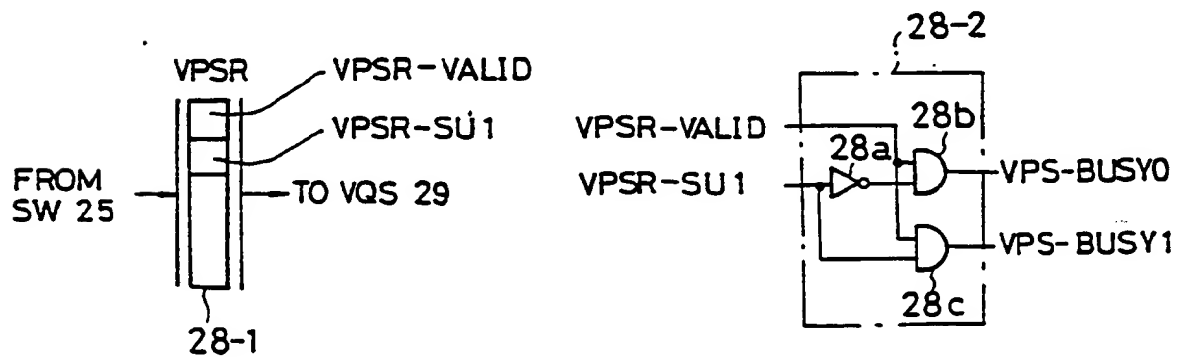 VPSR
VPSR-VALID
VPSR-SU1
FROM
SW 25
TO VQS 29
28-1
28-2
VPSR-VALID
28b
28a
VPSR-SU1
VPS-BUSY0
VPS-BUSY1
28c